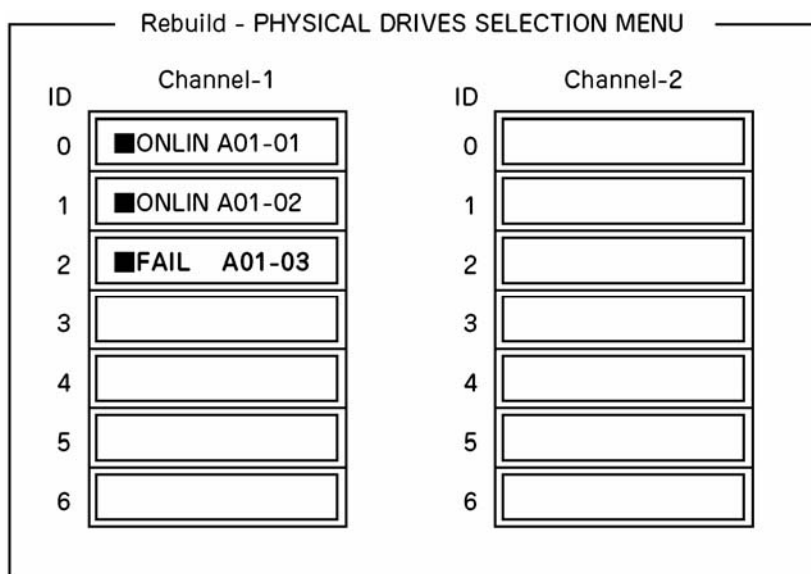 Rebuild - PHYSICAL DRIVES SELECTION MENU
Channel-1
ID
0 ■ONLIN A01-01
1 ■ONLIN A01-02
2 ■FAIL A01-03
3
4
5
6
Channel-2
ID
0
1
2
3
4
5
6